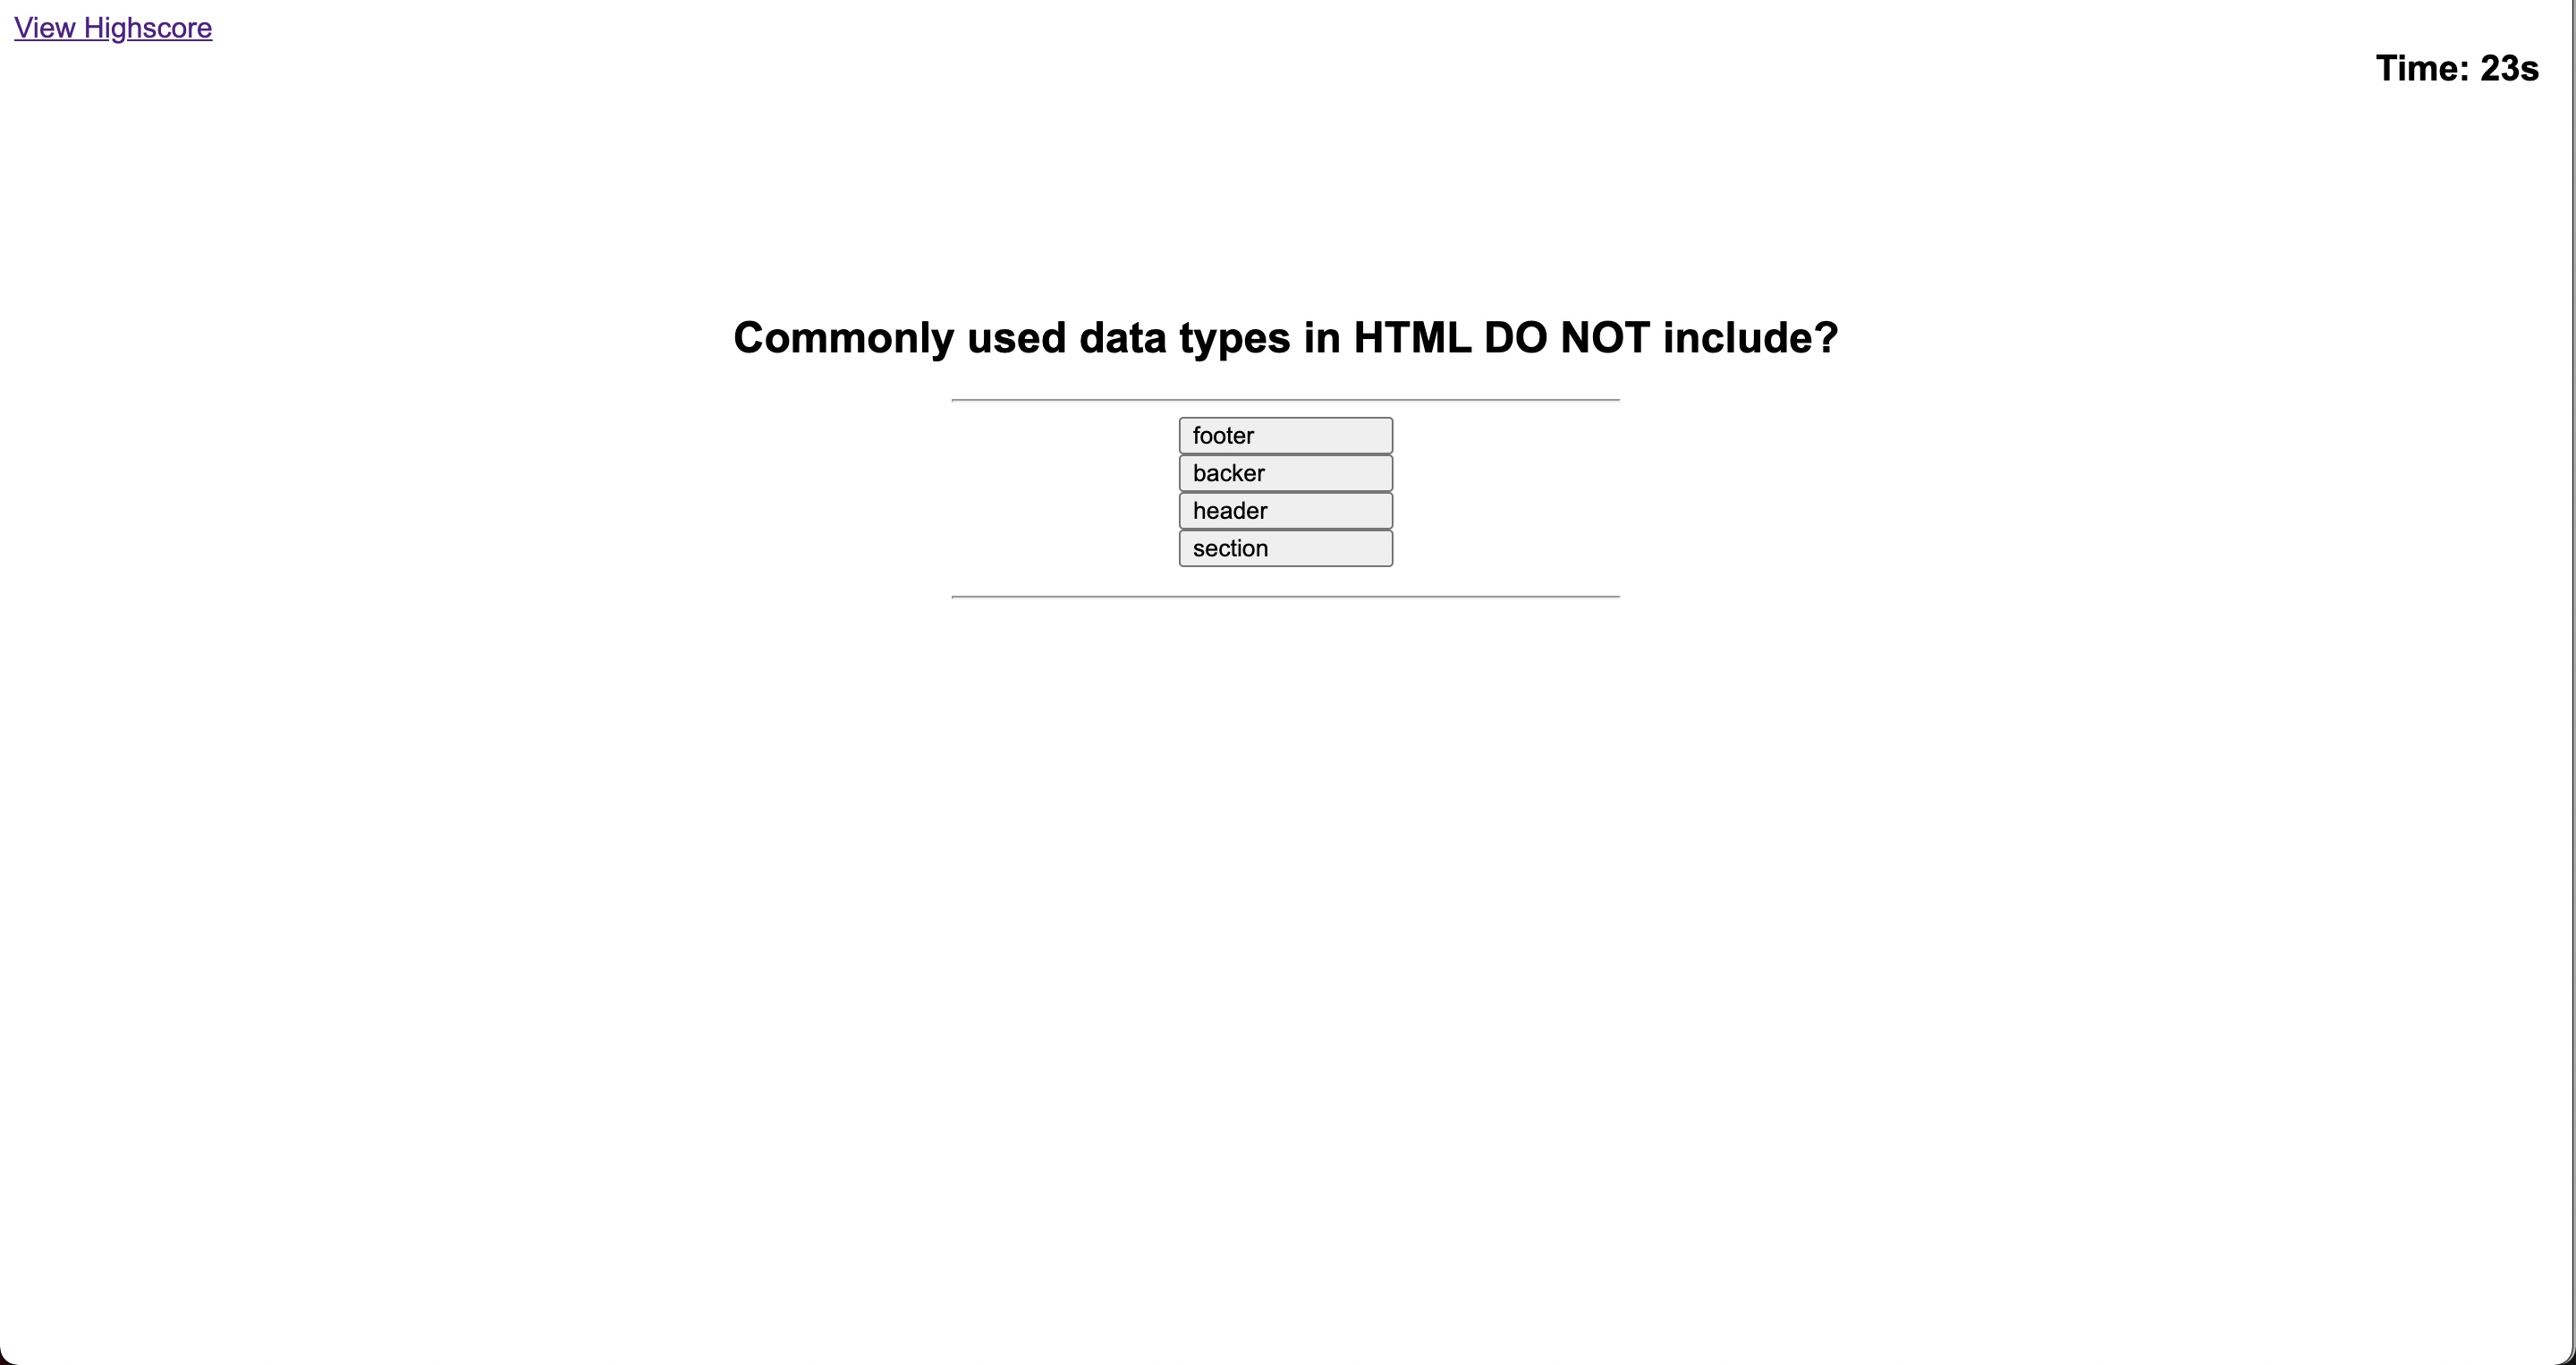 View Highscore
Time: 23s
Commonly used data types in HTML DO NOT include?
footer
backer
header
section